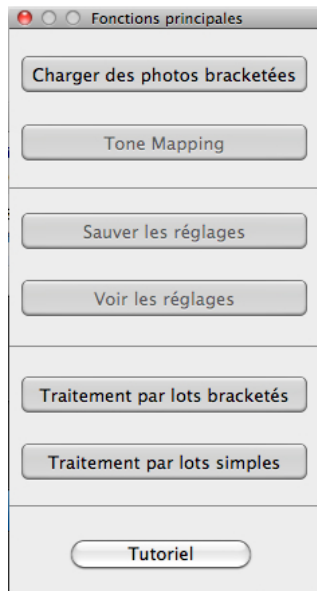 Fonctions principales
Charger des photos bracketées
Tone Mapping
Sauver les réglages
Voir les réglages
Traitement par lots bracketés
Traitement par lots simples
Tutoriel